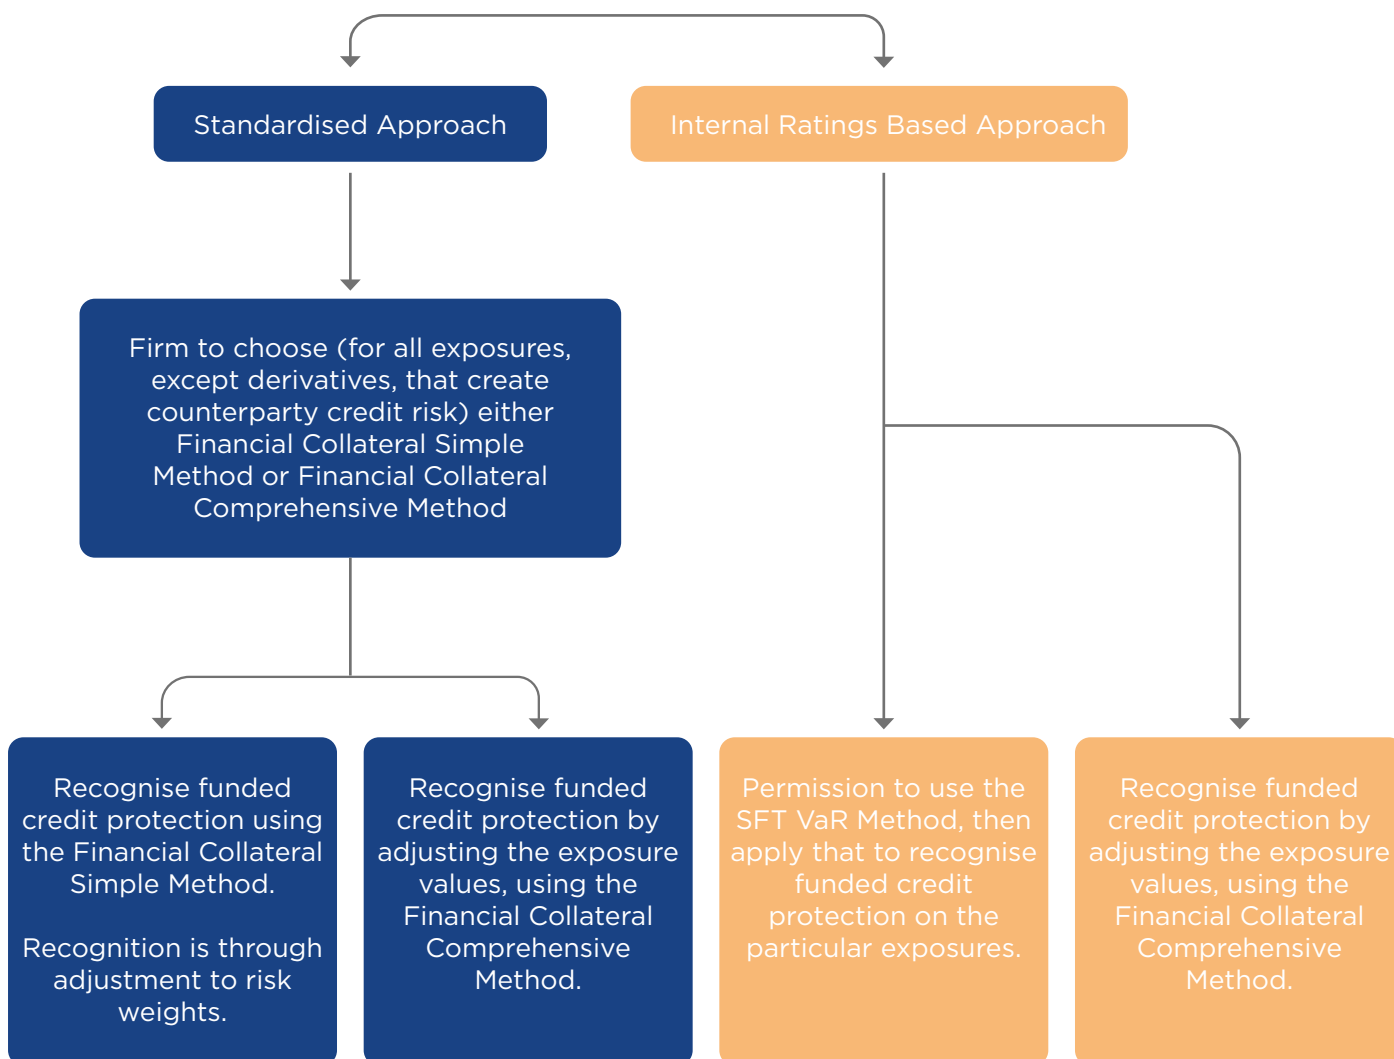 Standardised Approach
Internal Ratings Based Approach
Firm to choose (for all exposures,
except derivatives, that create
counterparty credit risk) either
Financial Collateral Simple
Method or Financial Collateral
Comprehensive Method
Recognise funded
credit protection using
the Financial Collateral
Simple Method.
Recognition is through
adjustment to risk
weights.
Recognise funded
credit protection by
adjusting the exposure
values, using the
Financial Collateral
Comprehensive
Method.
Permission to use the
SFT VaR Method, then
apply that to recognise
funded credit
protection on the
particular exposures.
Recognise funded
credit protection by
adjusting the exposure
values, using the
Financial Collateral
Comprehensive
Method.